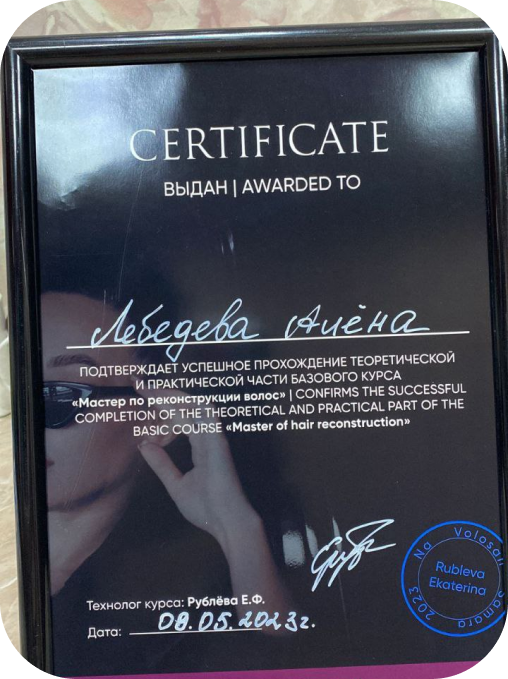 CERTIFICATE
ВЫДАН | AWARDED TO
Лебедева Алёна
ПОДТВЕРЖДАЕТ УСПЕШНОЕ ПРОХОЖДЕНИЕ ТЕОРЕТИЧЕСКОЙ
И ПРАКТИЧЕСКОЙ ЧАСТИ БАЗОВОГО КУРСА
«Мастер по реконструкции волос» | CONFIRMS THE SUCCESSFUL
COMPLETION OF THE THEORETICAL AND PRACTICAL PART OF THE
BASIC COURSE «Master of hair reconstruction»
Технолог курса: Рублёва Е.Ф.
Дата: 08.05.2023г.
Na Volosah Samara 2023
Rubleva
Ekaterina